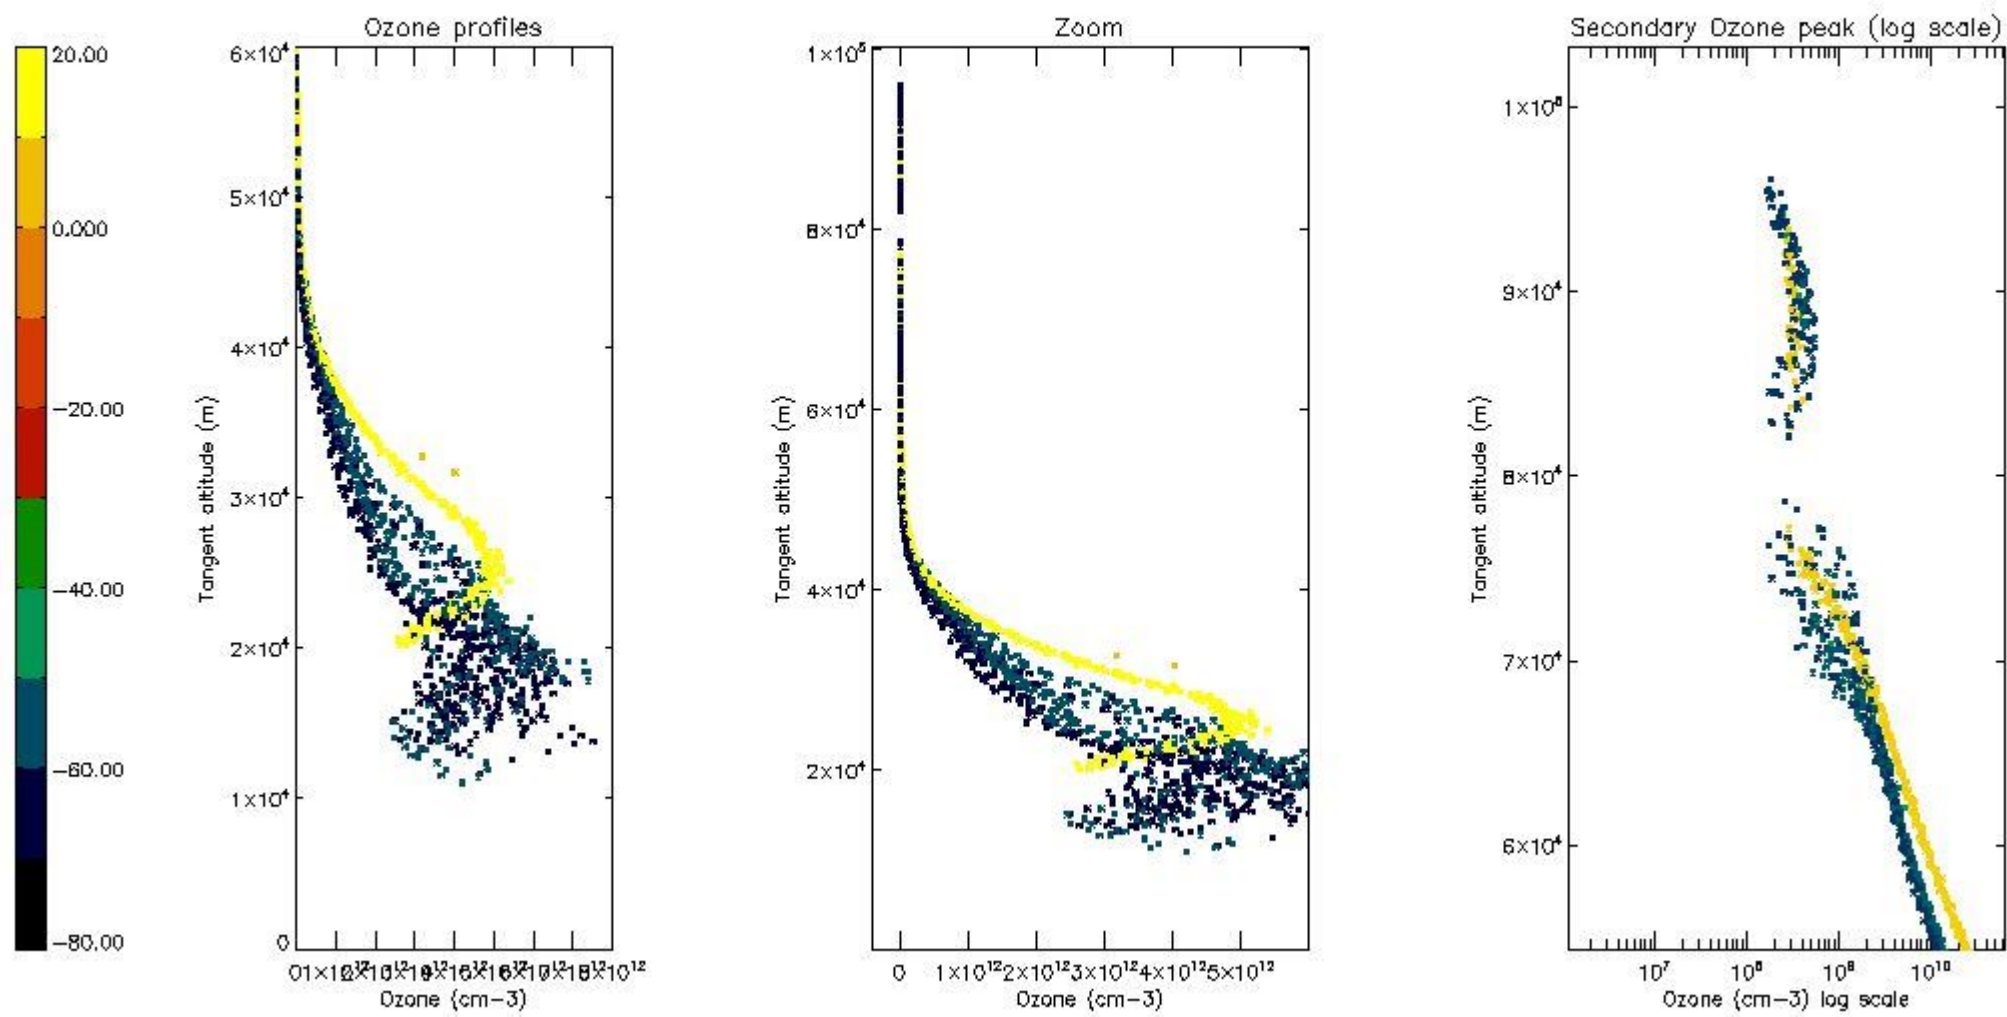 Ozone profiles
Zoom
Secondary Ozone peak (log scale)
20.00
0.000
-20.00
-40.00
-60.00
-80.00
6×10⁴
5×10⁴
4×10⁴
3×10⁴
2×10⁴
1×10⁴
0
Tangent altitude (m)
Ozone (cm-3)
1×10⁵
8×10⁴
6×10⁴
4×10⁴
2×10⁴
Tangent altitude (m)
0 1×10¹² 2×10¹² 3×10¹² 4×10¹² 5×10¹²
Ozone (cm-3)
9×10⁴
8×10⁴
7×10⁴
6×10⁴
Tangent altitude (m)
10⁷ 10⁸ 10⁹ 10¹⁰
Ozone (cm-3) log scale